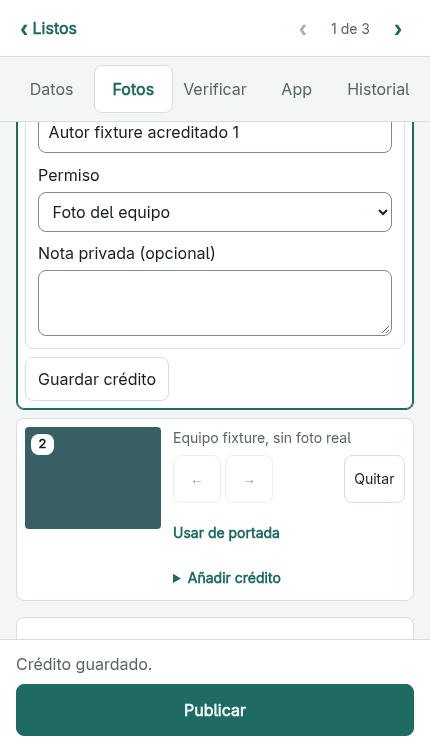 ‹ Listos
‹ 1 de 3 ›
Datos Fotos Verificar App Historial
Autor fixture acreditado 1
Permiso
Foto del equipo
Nota privada (opcional)
Guardar crédito
2
Equipo fixture, sin foto real
← → Quitar
Usar de portada
▶ Añadir crédito
Crédito guardado.
Publicar